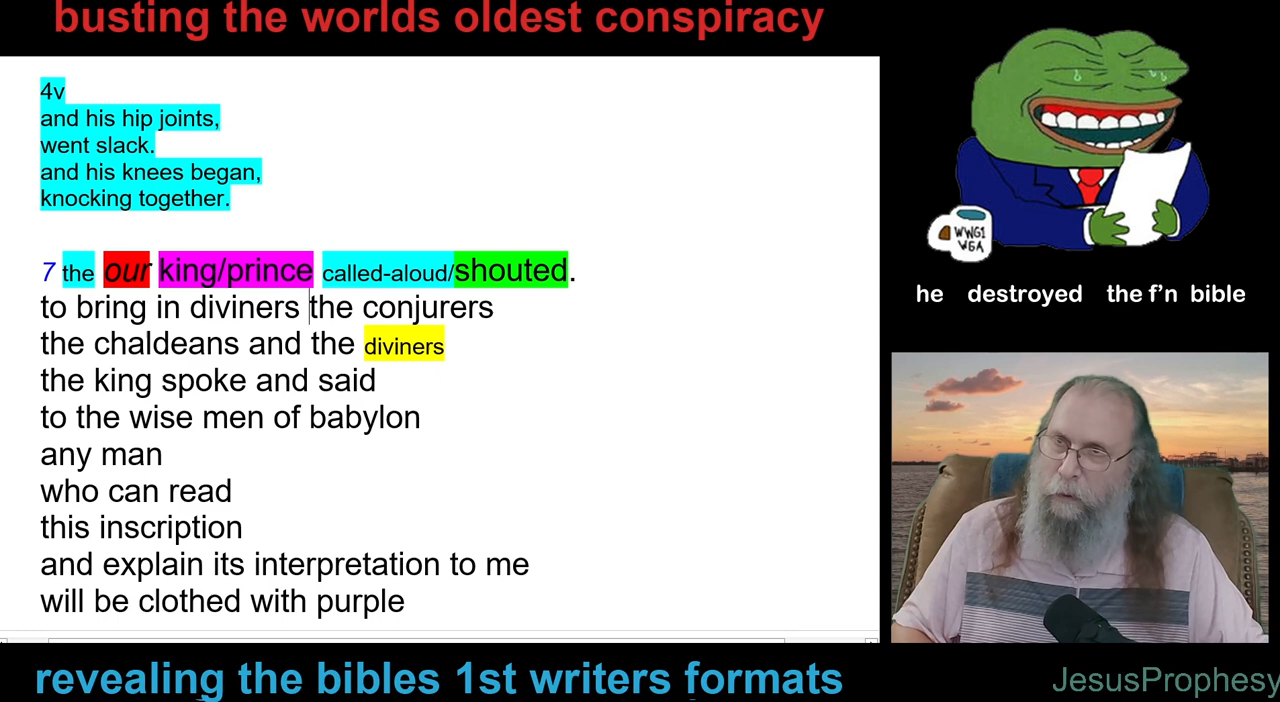 busting the worlds oldest conspiracy
4v
and his hip joints,
went slack.
and his knees began,
knocking together.
7 the our king/prince called-aloud/shouted.
to bring in diviners the conjurers
the chaldeans and the diviners
the king spoke and said
to the wise men of babylon
any man
who can read
this inscription
and explain its interpretation to me
will be clothed with purple
WWG1
WGA
he destroyed the f'n bible
revealing the bibles 1st writers formats
JesusProphesy